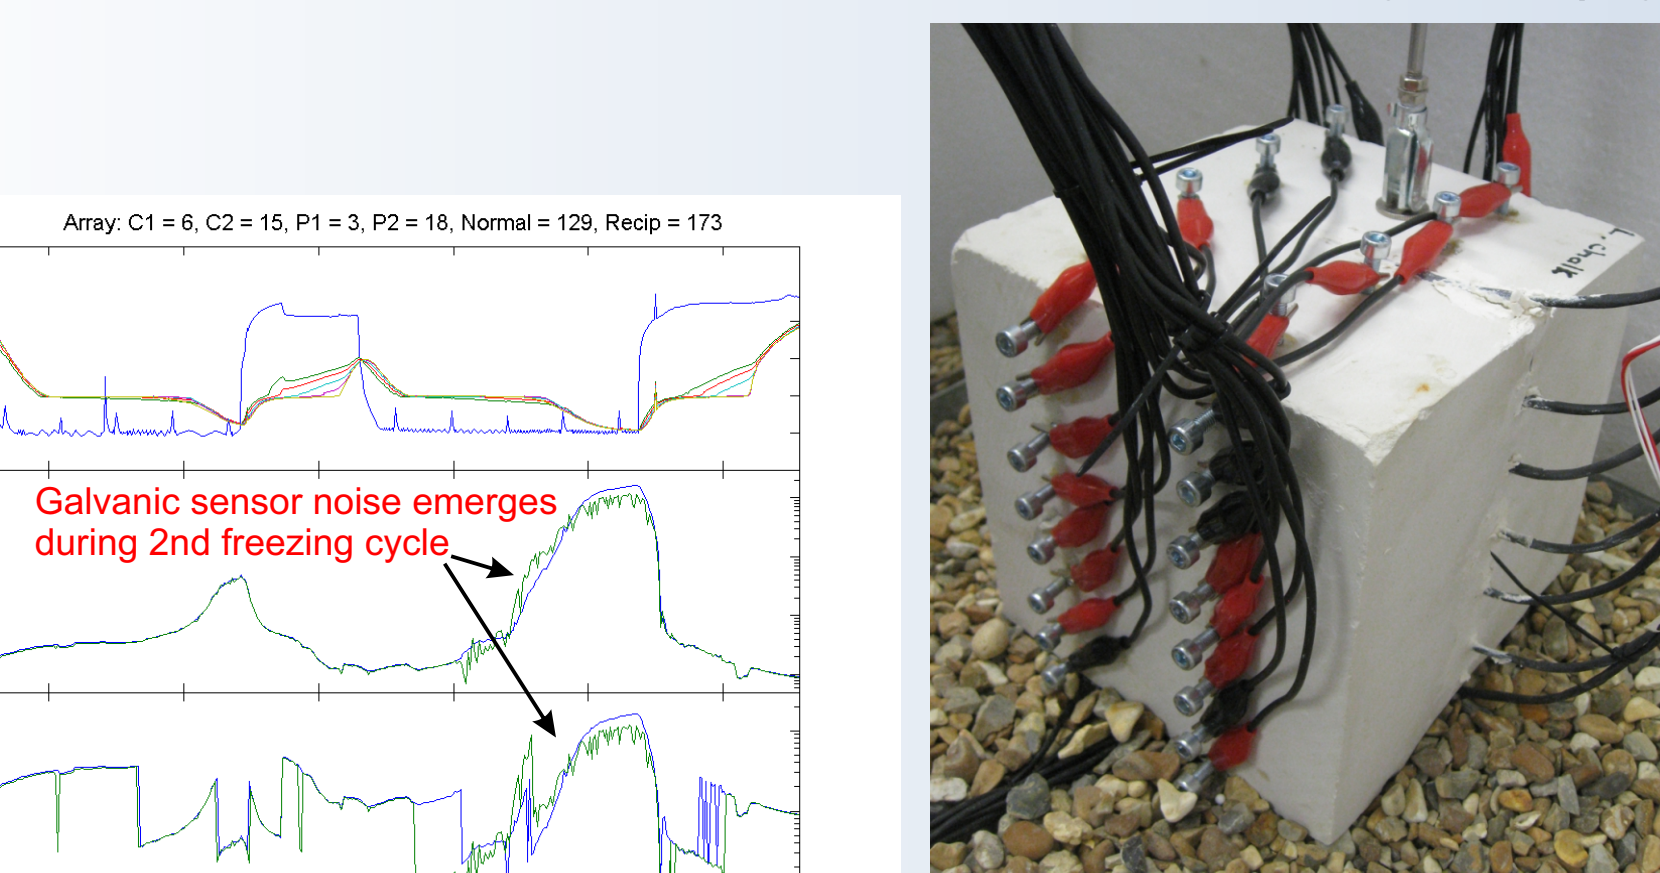 Array: C1 = 6, C2 = 15, P1 = 3, P2 = 18, Normal = 129, Recip = 173
Galvanic sensor noise emerges
during 2nd freezing cycle
L. Chalk